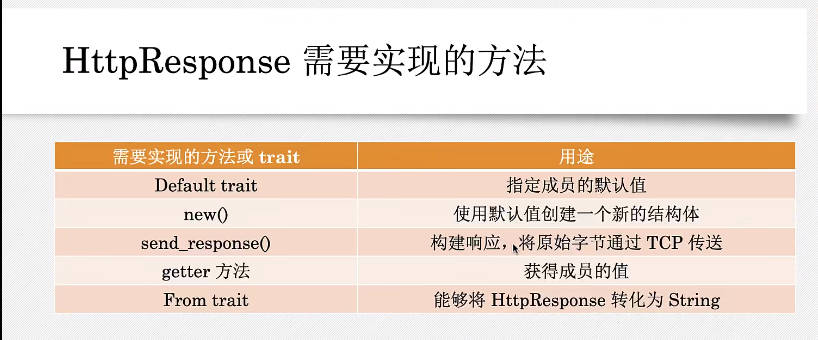 HttpResponse 需要实现的方法
需要实现的方法或 trait 用途
Default trait 指定成员的默认值
new() 使用默认值创建一个新的结构体
send_response() 构建响应，将原始字节通过 TCP 传送
getter 方法 获得成员的值
From trait 能够将 HttpResponse 转化为 String